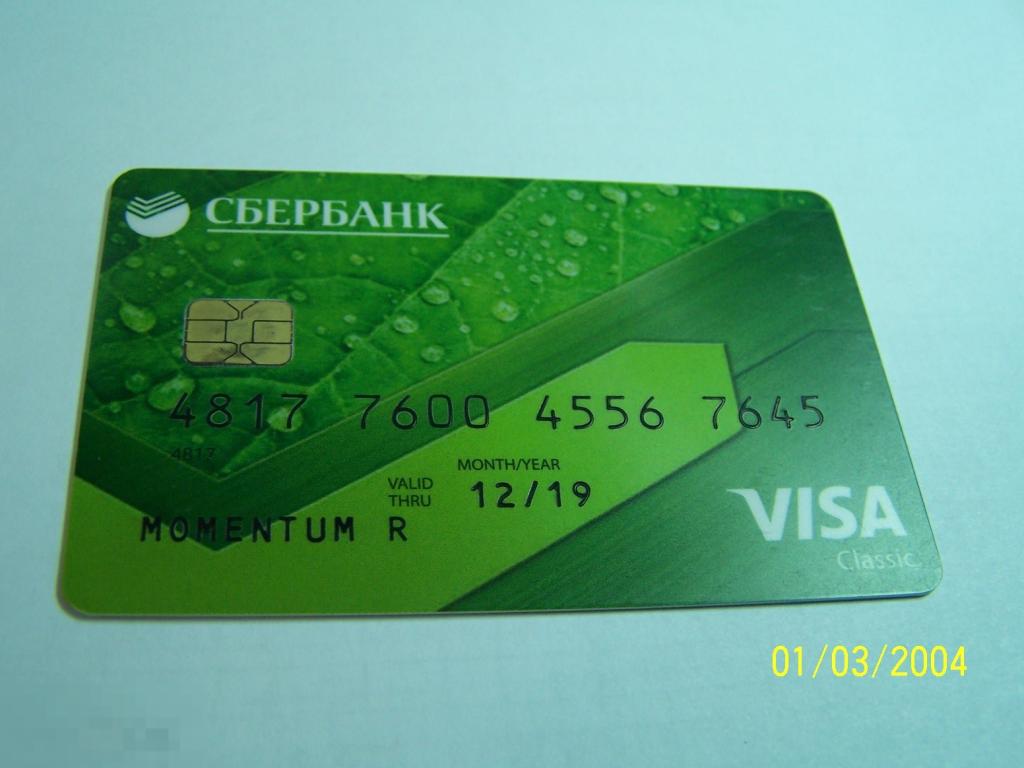 СБЕРБАНК
4817 7600 4556 7645
4817
MONTH/YEAR
VALID
THRU
12/19
MOMENTUM R
VISA
Classic
01/03/2004